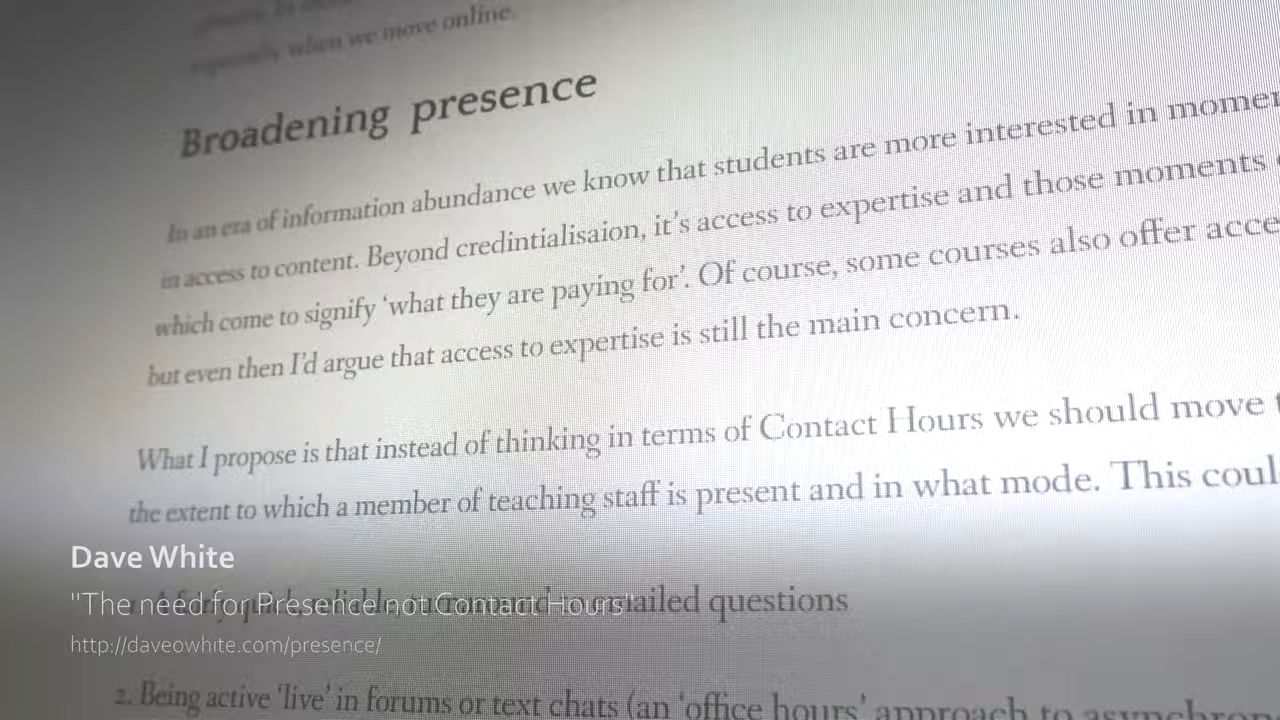 when we move online.
Broadening presence
In an era of information abundance we know that students are more interested in
in access to content. Beyond credintialisaion, it's access to expertise and those moments
which come to signify 'what they are paying for'. Of course, some courses also offer
but even then I'd argue that access to expertise is still the main concern.
What I propose is that instead of thinking in terms of Contact Hours we should move
the extent to which a member of teaching staff is present and in what mode. This
Dave White
"The need for Presence not Contact Hours"
questions
http://daveowhite.com/presence/
2. Being active 'live' in forums or text chats (an 'office hours' approach to